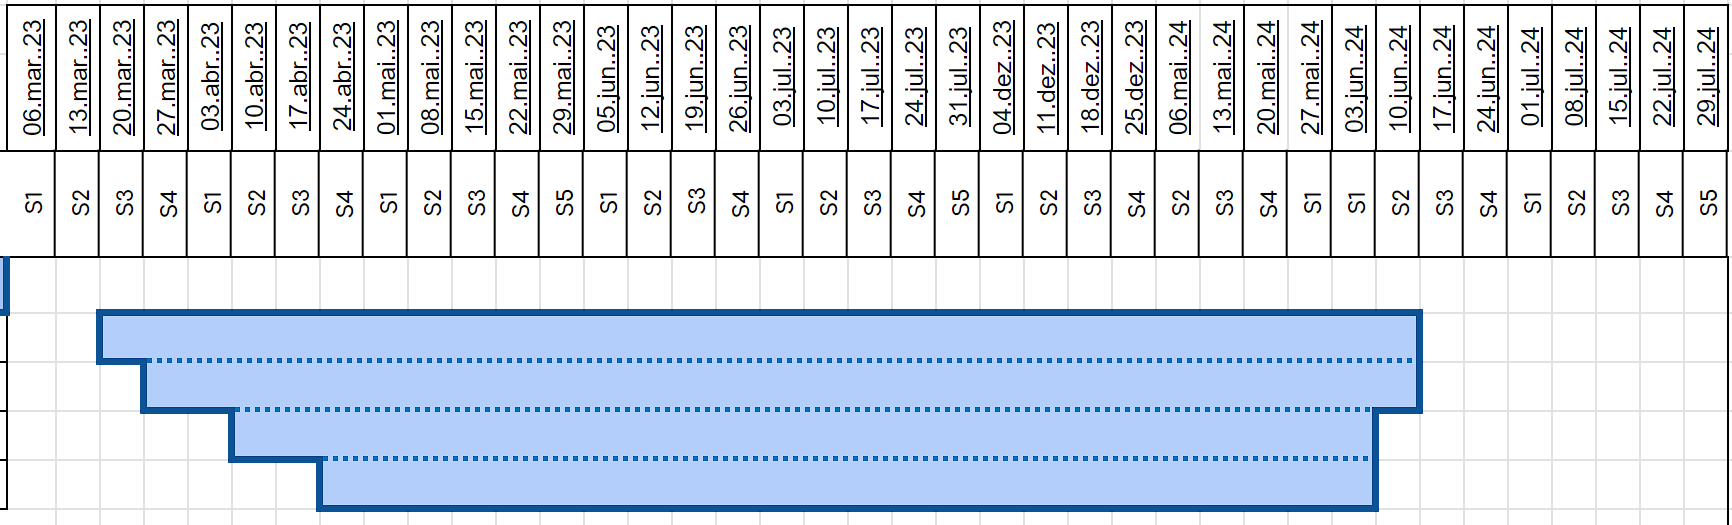 06.mar..23 13.mar..23 20.mar..23 27.mar..23 03.abr..23 10.abr..23 17.abr..23 24.abr..23 01.mai..23 08.mai..23 15.mai..23 22.mai..23 29.mai..23 05.jun..23 12.jun..23 19.jun..23 26.jun..23 03.jul..23 10.jul..23 17.jul..23 24.jul..23 31.jul..23 04.dez..23 11.dez..23 18.dez..23 25.dez..23 06.mai..24 13.mai..24 20.mai..24 27.mai..24 03.jun..24 10.jun..24 17.jun..24 24.jun..24 01.jul..24 08.jul..24 15.jul..24 22.jul..24 29.jul..24
S1 S2 S3 S4 S1 S2 S3 S4 S1 S2 S3 S4 S5 S1 S2 S3 S4 S1 S2 S3 S4 S5 S1 S2 S3 S4 S2 S3 S4 S1 S1 S2 S3 S4 S1 S2 S3 S4 S5